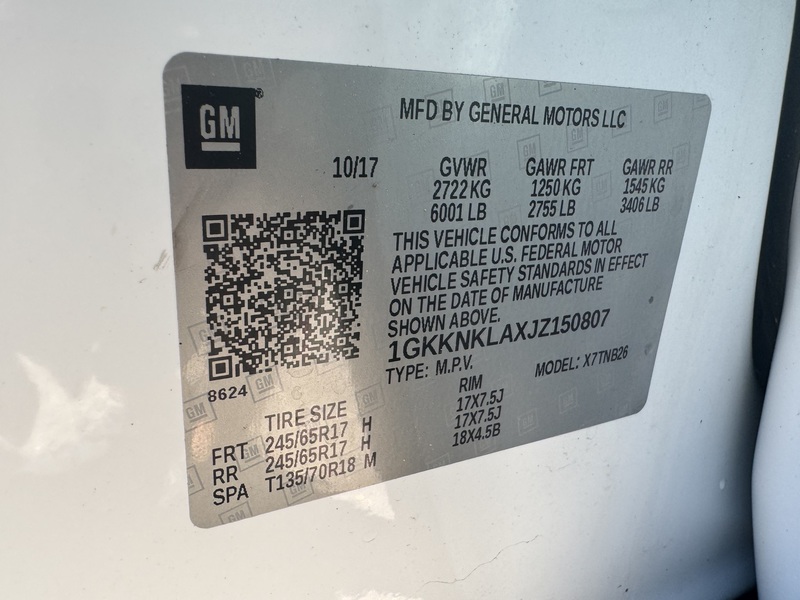 GM®
MFD BY GENERAL MOTORS LLC
10/17 GVWR GAWR FRT GAWR RR
2722 KG 1250 KG 1545 KG
6001 LB 2755 LB 3406 LB
THIS VEHICLE CONFORMS TO ALL
APPLICABLE U.S. FEDERAL MOTOR
VEHICLE SAFETY STANDARDS IN EFFECT
ON THE DATE OF MANUFACTURE
SHOWN ABOVE.
1GKKNKLAXJZ150807
TYPE: M.P.V. MODEL: X7TNB26
8624
TIRE SIZE RIM
FRT 245/65R17 H 17X7.5J
RR 245/65R17 H 17X7.5J
SPA T135/70R18 M 18X4.5B